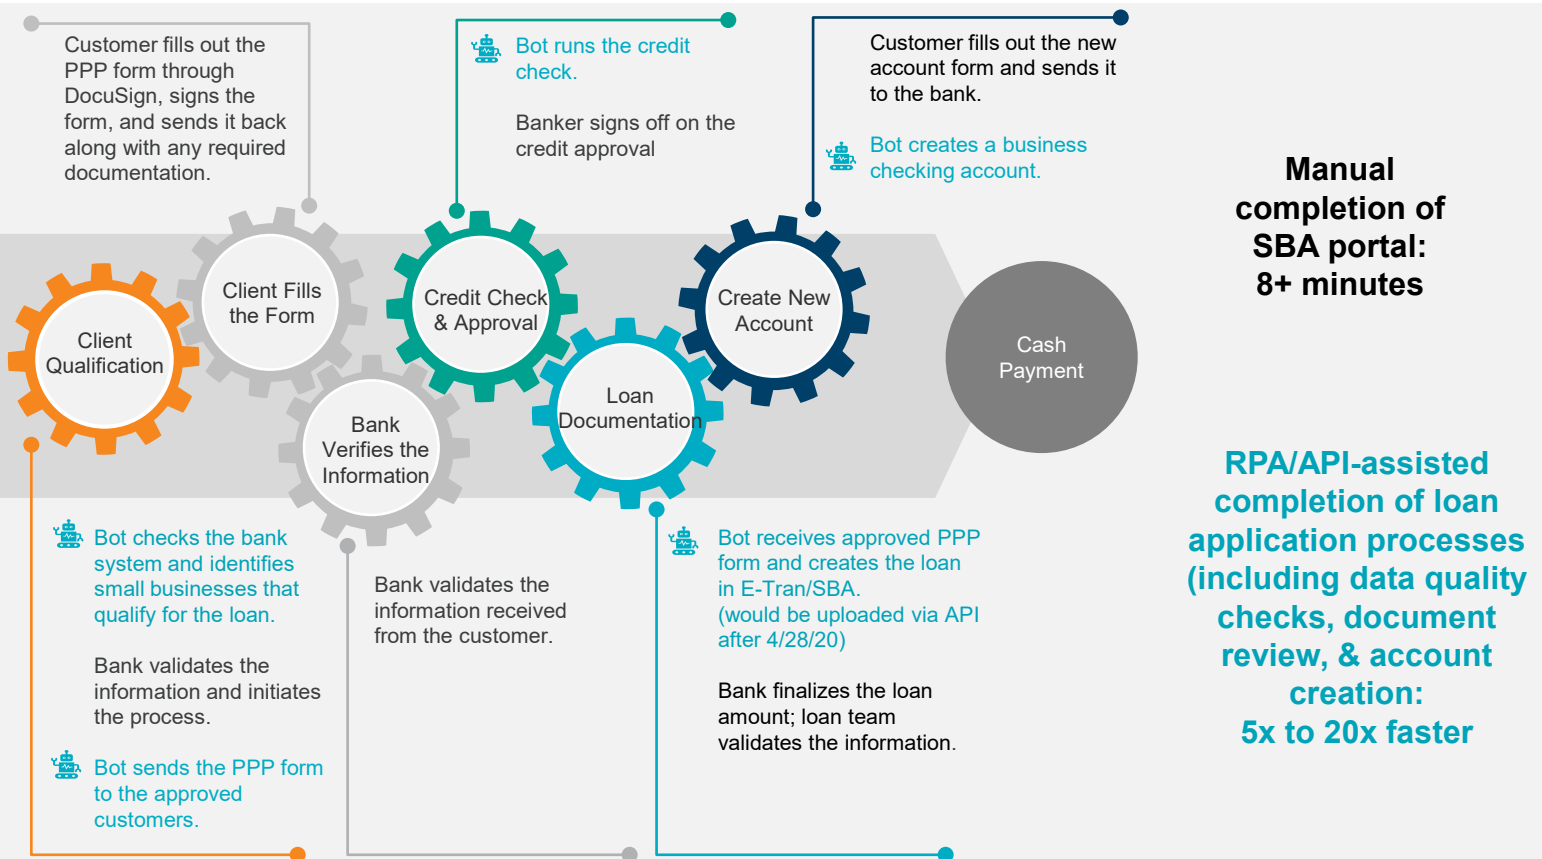 Customer fills out the
PPP form through
DocuSign, signs the
form, and sends it back
along with any required
documentation.
Bot runs the credit
check.
Banker signs off on the
credit approval
Customer fills out the new
account form and sends it
to the bank.
Bot creates a business
checking account.
Client
Qualification
Client Fills
the Form
Bank
Verifies the
Information
Credit Check
& Approval
Loan
Documentation
Create New
Account
Cash
Payment
Bot checks the bank
system and identifies
small businesses that
qualify for the loan.
Bank validates the
information and initiates
the process.
Bot sends the PPP form
to the approved
customers.
Bank validates the
information received
from the customer.
Bot receives approved PPP
form and creates the loan
in E-Tran/SBA.
(would be uploaded via API
after 4/28/20)
Bank finalizes the loan
amount; loan team
validates the information.
Manual
completion of
SBA portal:
8+ minutes
RPA/API-assisted
completion of loan
application processes
(including data quality
checks, document
review, & account
creation:
5x to 20x faster